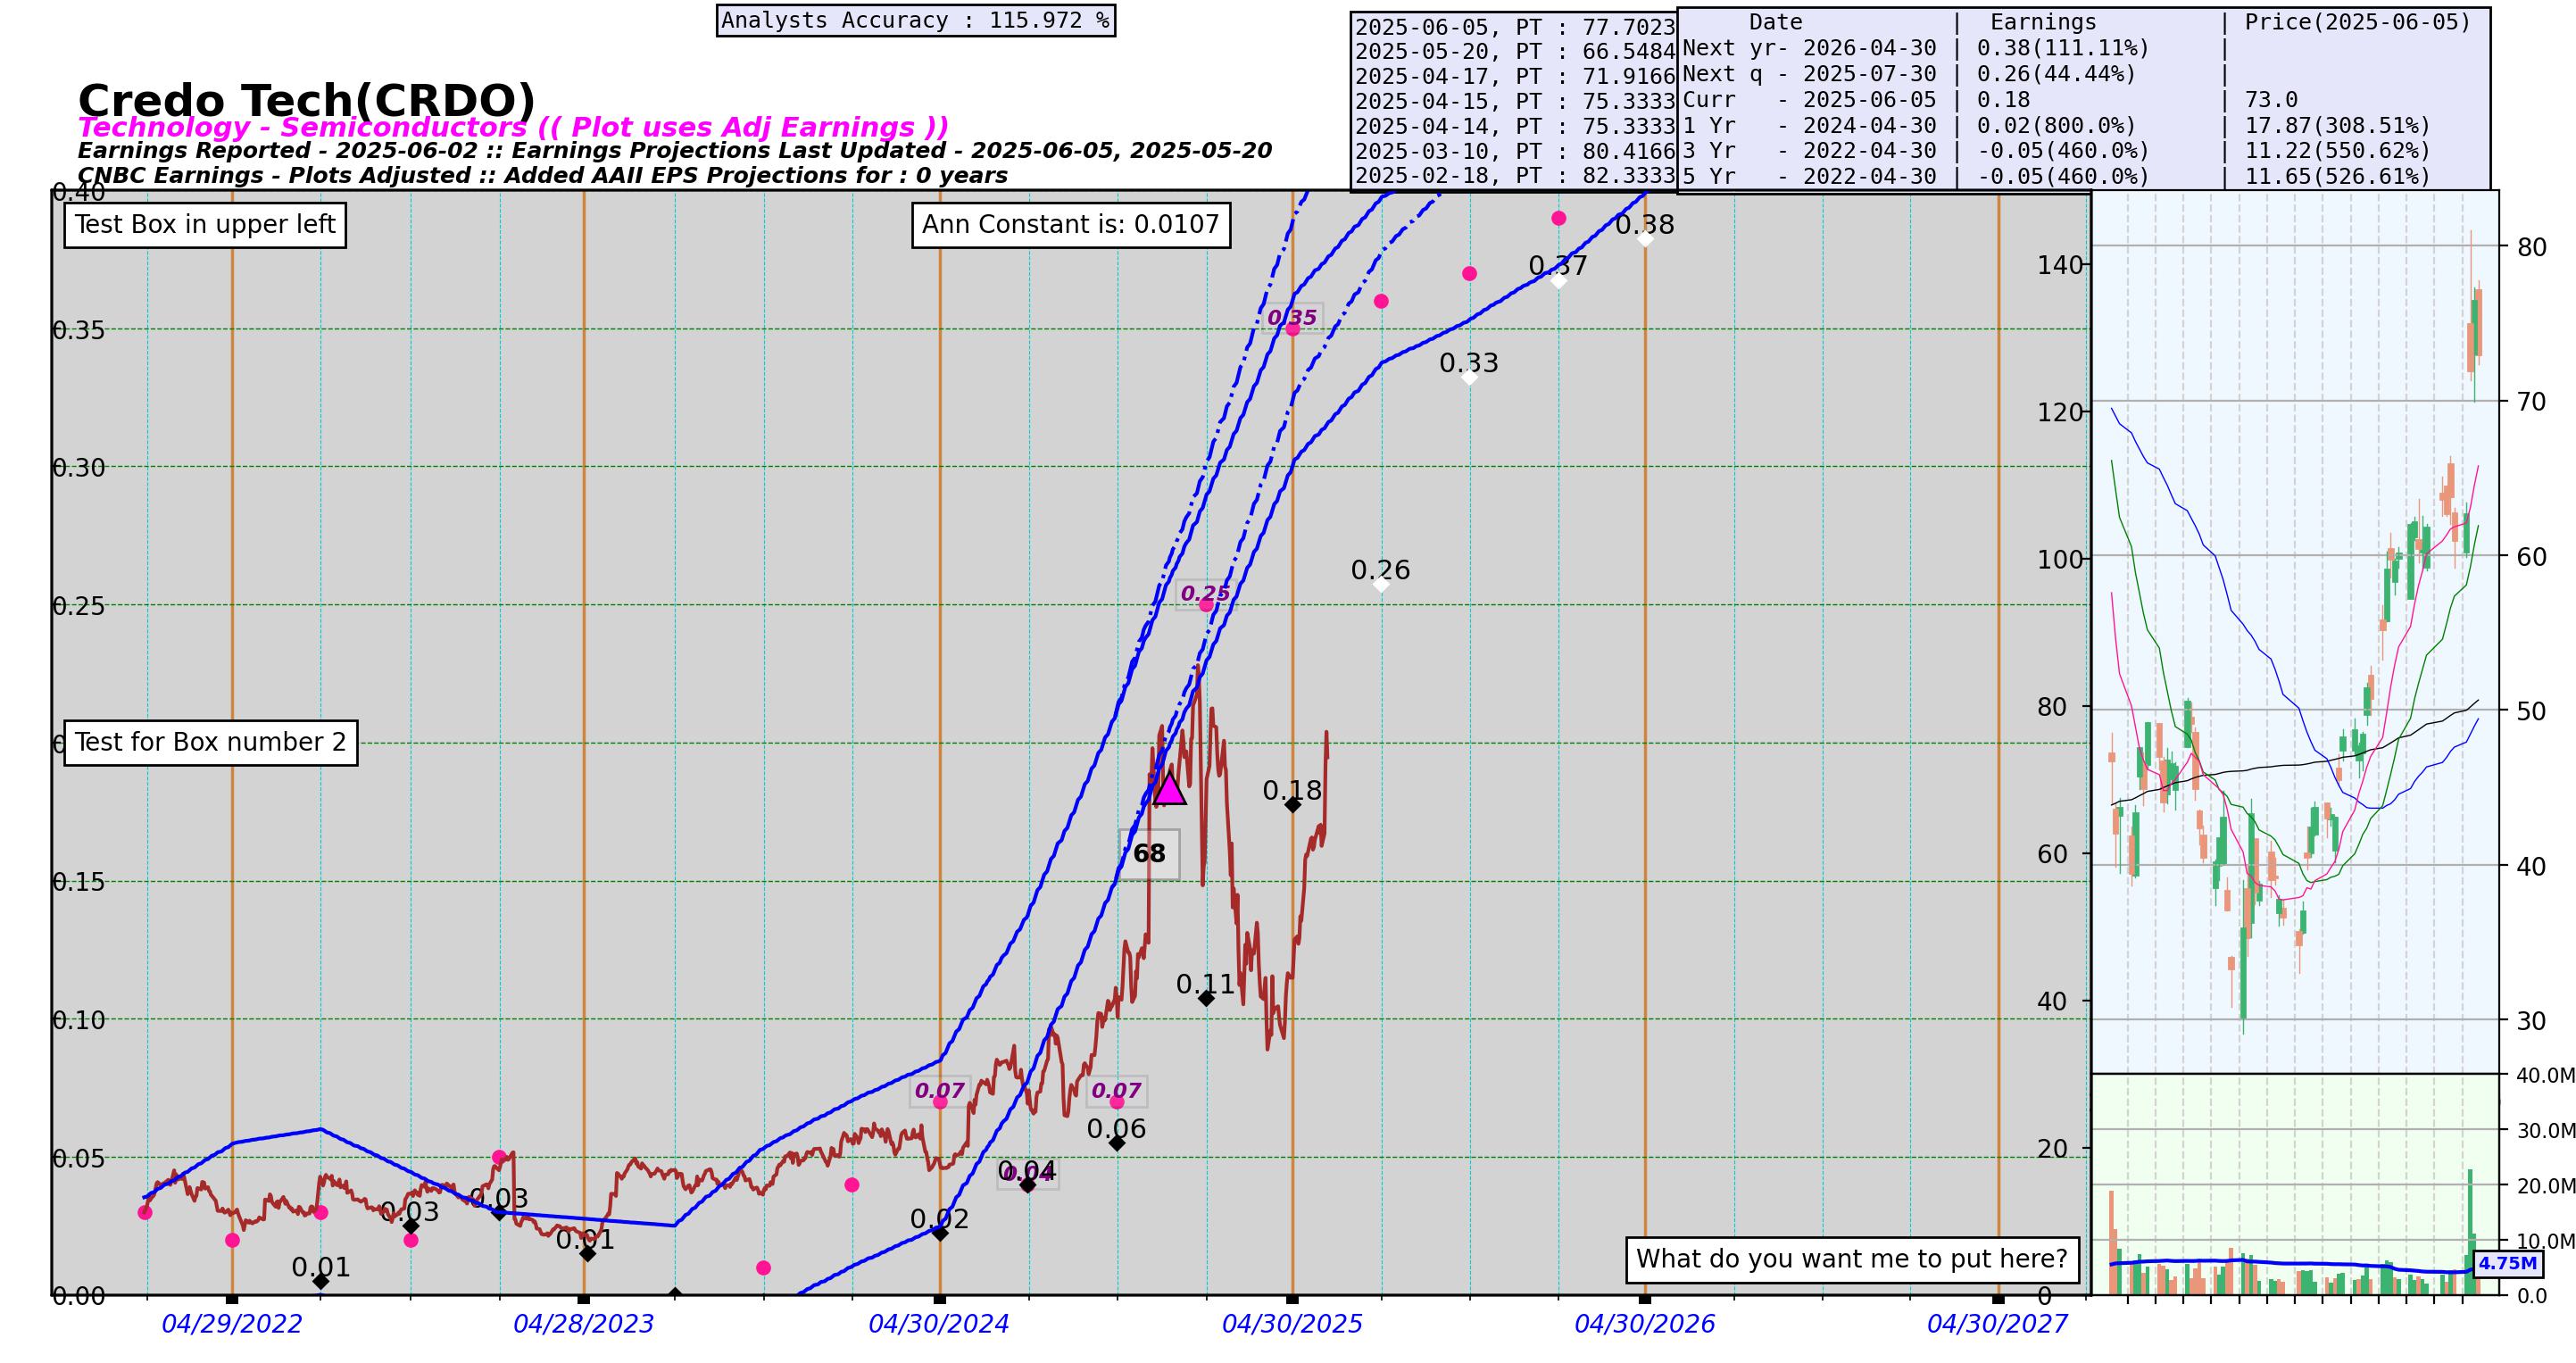 Analysts Accuracy : 115.972 %
2025-06-05, PT : 77.7023
2025-05-20, PT : 66.5484
2025-04-17, PT : 71.9166
2025-04-15, PT : 75.3333
2025-04-14, PT : 75.3333
2025-03-10, PT : 80.4166
2025-02-18, PT : 82.3333
Date | Earnings | Price(2025-06-05)
Next yr- 2026-04-30 | 0.38(111.11%) |
Next q - 2025-07-30 | 0.26(44.44%) |
Curr - 2025-06-05 | 0.18 | 73.0
1 Yr - 2024-04-30 | 0.02(800.0%) | 17.87(308.51%)
3 Yr - 2022-04-30 | -0.05(460.0%) | 11.22(550.62%)
5 Yr - 2022-04-30 | -0.05(460.0%) | 11.65(526.61%)
Credo Tech(CRDO)
Technology - Semiconductors (( Plot uses Adj Earnings ))
Earnings Reported - 2025-06-02 :: Earnings Projections Last Updated - 2025-06-05, 2025-05-20
CNBC Earnings - Plots Adjusted :: Added AAII EPS Projections for : 0 years
0.40
Test Box in upper left
Ann Constant is: 0.0107
0.38
80
140
0.37
0.35
0.35
0.33
70
120
0.30
0.26
100
60
0.25
0.25
80
50
Test for Box number 2
0.18
68
60
40
0.15
0.11
40
30
0.10
40.0M
0.07
0.07
0.06
30.0M
20
0.05
0.04
0.04
20.0M
0.03
0.03
0.02
0.01
0.01
10.0M
What do you want me to put here?
4.75M
0.00
0
0.0
04/29/2022
04/28/2023
04/30/2024
04/30/2025
04/30/2026
04/30/2027